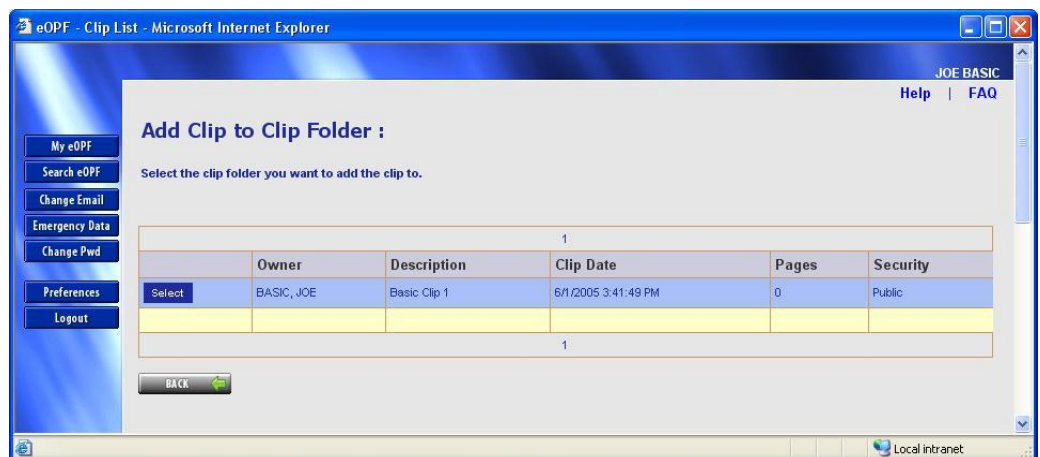 eOPF - Clip List - Microsoft Internet Explorer
JOE BASIC
Help | FAQ
Add Clip to Clip Folder :
My eOPF
Search eOPF
Select the clip folder you want to add the clip to.
Change Email
Emergency Data
Change Pwd
1
Owner Description Clip Date Pages Security
Preferences
Select BASIC, JOE Basic Clip 1 6/1/2005 3:41:49 PM 0 Public
Logout
1
BACK
Local intranet